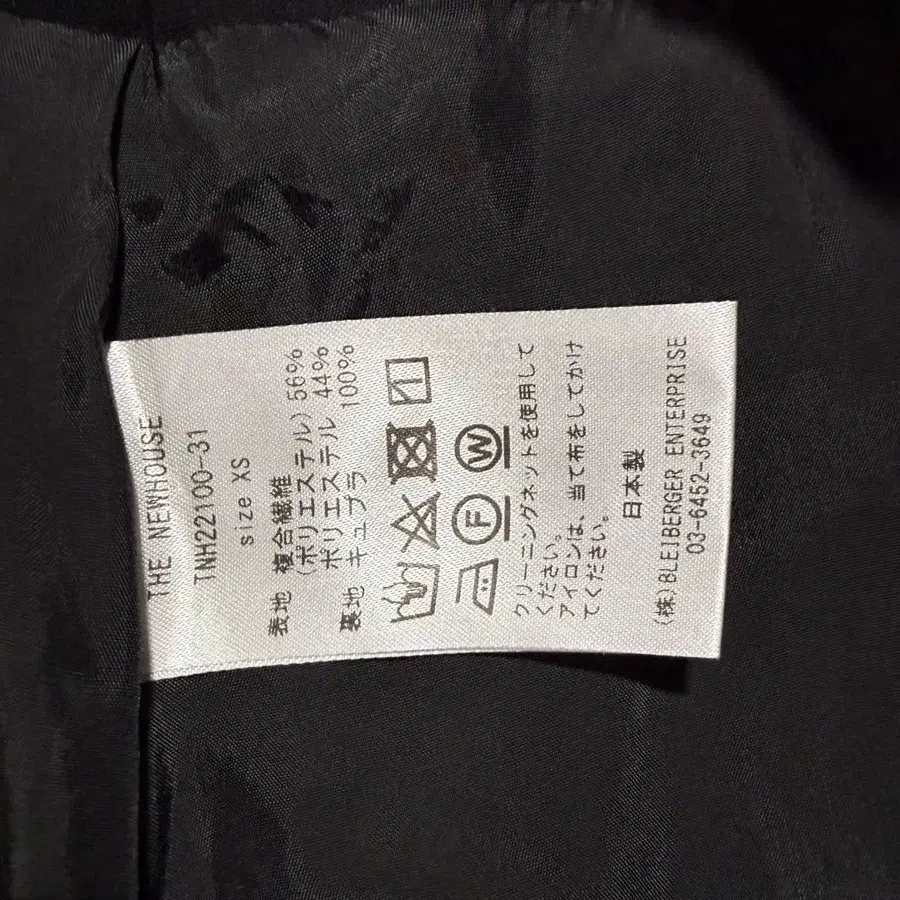 THE NEWHOUSE
TNH22100-31
size XS
表地 複合繊維
(ポリエステル) 56%
ポリエステル 44%
裏地 キュプラ 100%
F W
クリーニングネットを使用して
ください。
アイロンは、当て布をしてかけ
てください。
日本製
(株)BLEIBERGER ENTERPRISE
03-6452-3649